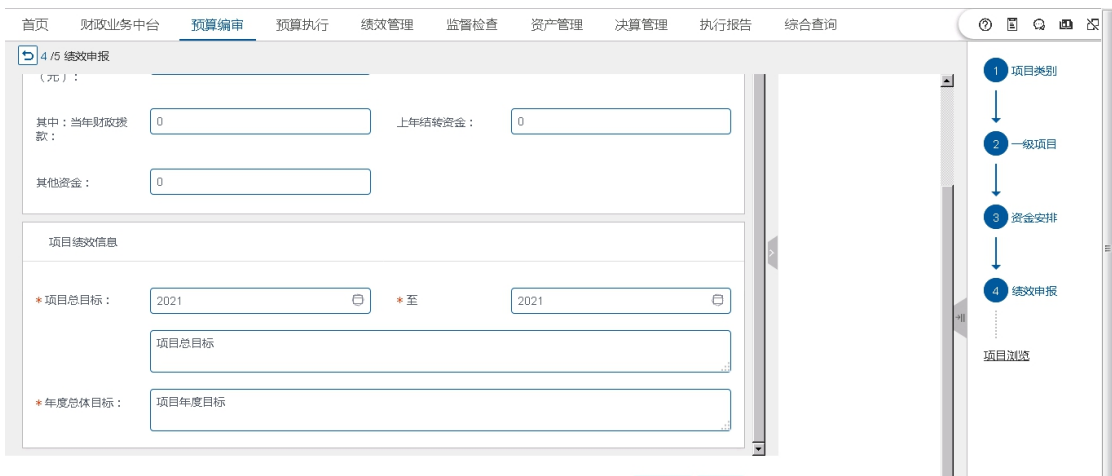 首页 财政业务中台 预算编审 预算执行 绩效管理 监督检查 资产管理 决算管理 执行报告 综合查询
4 /5 绩效申报
（元）：
其中：当年财政拨款： 0 上年结转资金： 0
其他资金： 0
项目绩效信息
*项目总目标： 2021 *至 2021
项目总目标
*年度总体目标： 项目年度目标
1 项目类别
2 一级项目
3 资金安排
4 绩效申报
项目浏览